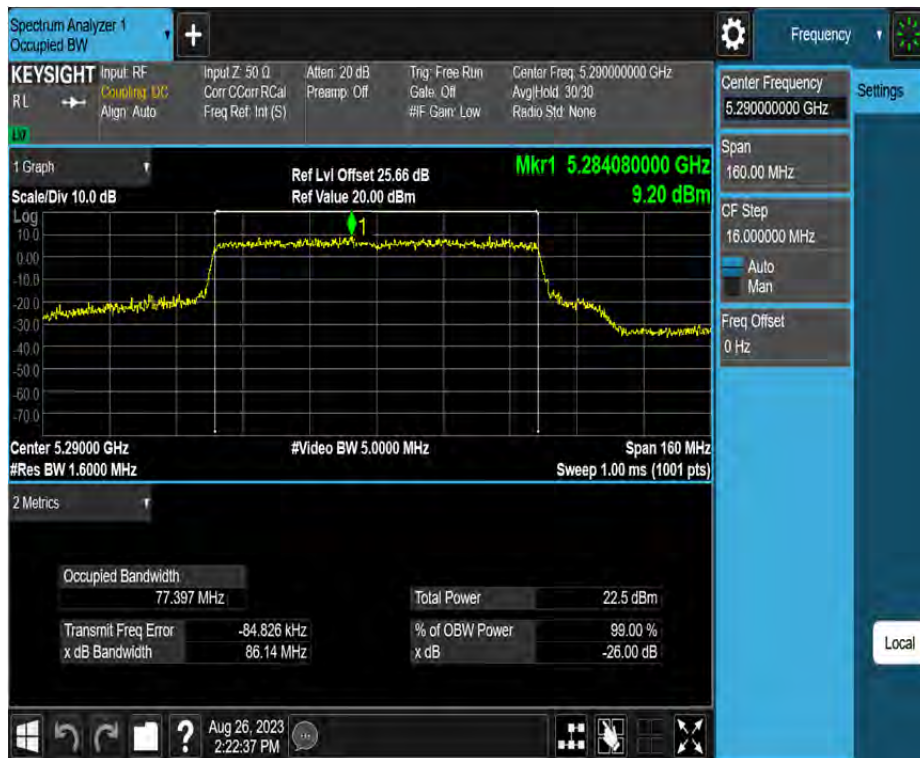 Spectrum Analyzer 1
Occupied BW
+
Frequency
KEYSIGHT
RL
Input: RF
Coupling: DC
Align: Auto
Input Z: 50 Ω
Corr CCorr RCal
Freq Ref: Int (S)
Atten: 20 dB
Preamp: Off
Trig: Free Run
Gate: Off
#IF Gain: Low
Center Freq: 5.290000000 GHz
Avg|Hold: 30/30
Radio Std: None
Center Frequency
5.290000000 GHz
Settings
Span
160.00 MHz
CF Step
16.000000 MHz
Auto
Man
Freq Offset
0 Hz
1 Graph
Scale/Div 10.0 dB
Ref Lvl Offset 25.66 dB
Ref Value 20.00 dBm
Mkr1 5.284080000 GHz
9.20 dBm
Log
10.0
0.00
-10.0
-20.0
-30.0
-40.0
-50.0
-60.0
-70.0
1
Center 5.29000 GHz
#Res BW 1.6000 MHz
#Video BW 5.0000 MHz
Span 160 MHz
Sweep 1.00 ms (1001 pts)
2 Metrics
Occupied Bandwidth
77.397 MHz
Total Power 22.5 dBm
Transmit Freq Error -84.826 kHz
% of OBW Power 99.00 %
x dB Bandwidth 86.14 MHz
x dB -26.00 dB
Local
?
Aug 26, 2023
2:22:37 PM